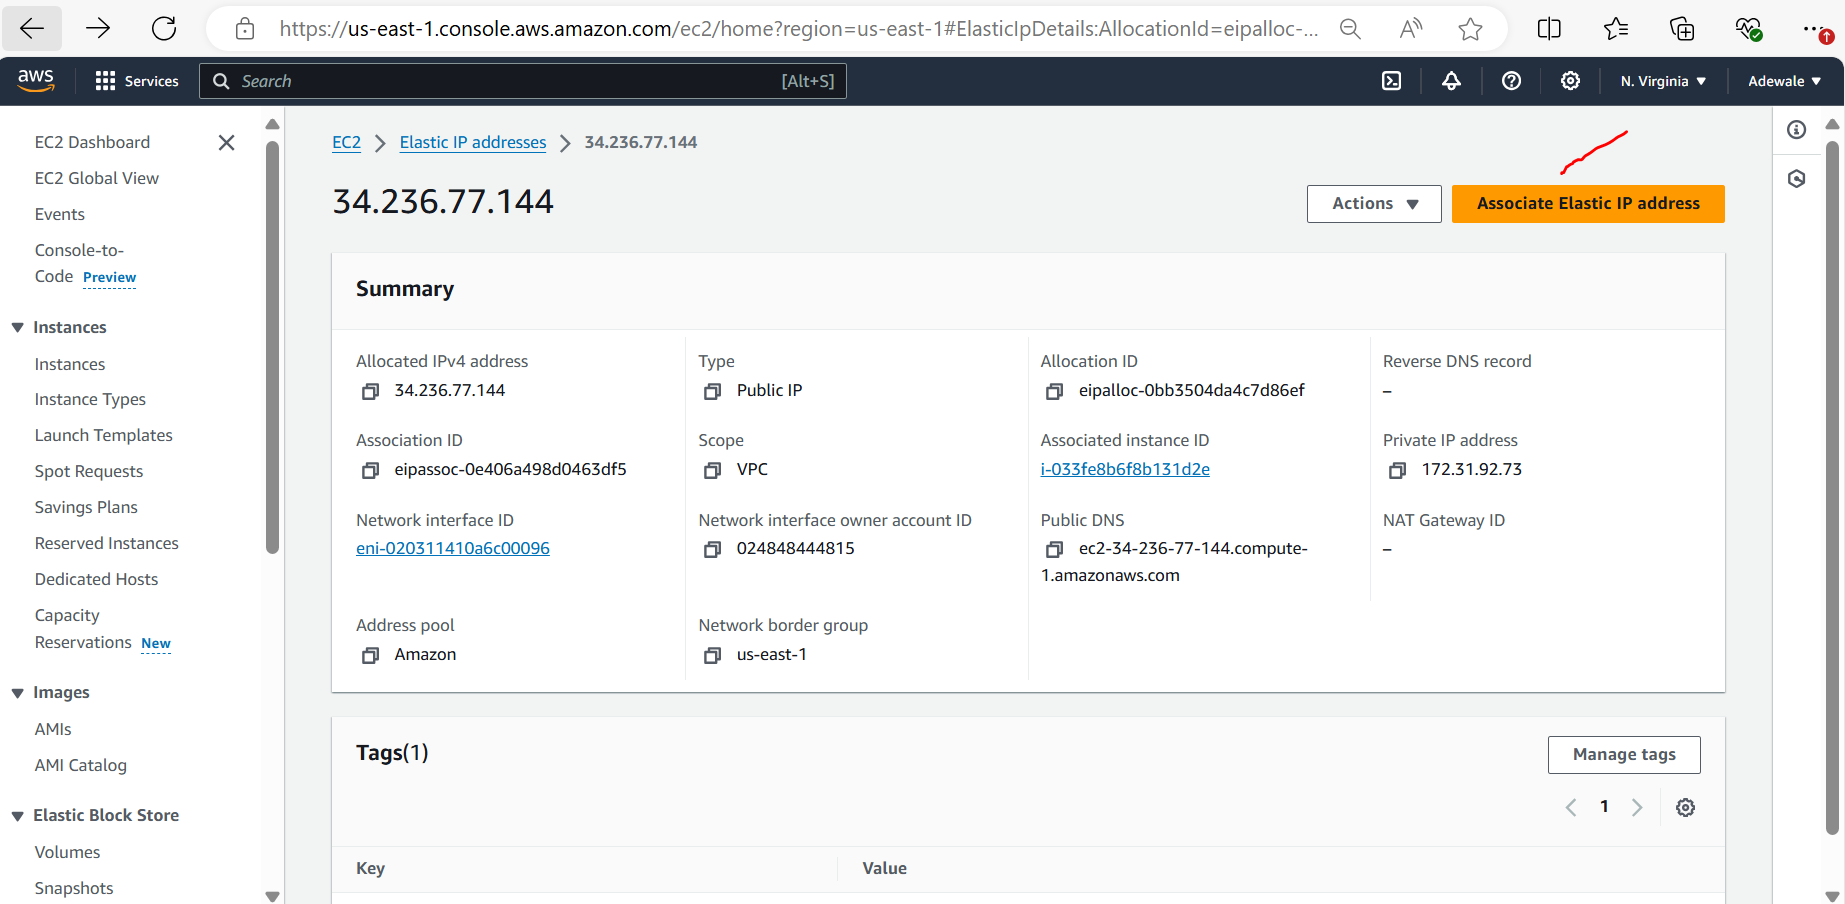 https://us-east-1.console.aws.amazon.com/ec2/home?region=us-east-1#ElasticIpDetails:AllocationId=eipalloc-...
aws
Services
Search
[Alt+S]
N. Virginia
Adewale
EC2 Dashboard
EC2 Global View
Events
Console-to-
Code Preview
Instances
Instances
Instance Types
Launch Templates
Spot Requests
Savings Plans
Reserved Instances
Dedicated Hosts
Capacity
Reservations New
Images
AMIs
AMI Catalog
Elastic Block Store
Volumes
Snapshots
EC2 > Elastic IP addresses > 34.236.77.144
34.236.77.144
Actions
Associate Elastic IP address
Summary
Allocated IPv4 address
34.236.77.144
Type
Public IP
Allocation ID
eipalloc-0bb3504da4c7d86ef
Reverse DNS record
–
Association ID
eipassoc-0e406a498d0463df5
Scope
VPC
Associated instance ID
i-033fe8b6f8b131d2e
Private IP address
172.31.92.73
Network interface ID
eni-020311410a6c00096
Network interface owner account ID
024848444815
Public DNS
ec2-34-236-77-144.compute-
1.amazonaws.com
NAT Gateway ID
–
Address pool
Amazon
Network border group
us-east-1
Tags(1)
Manage tags
1
Key
Value